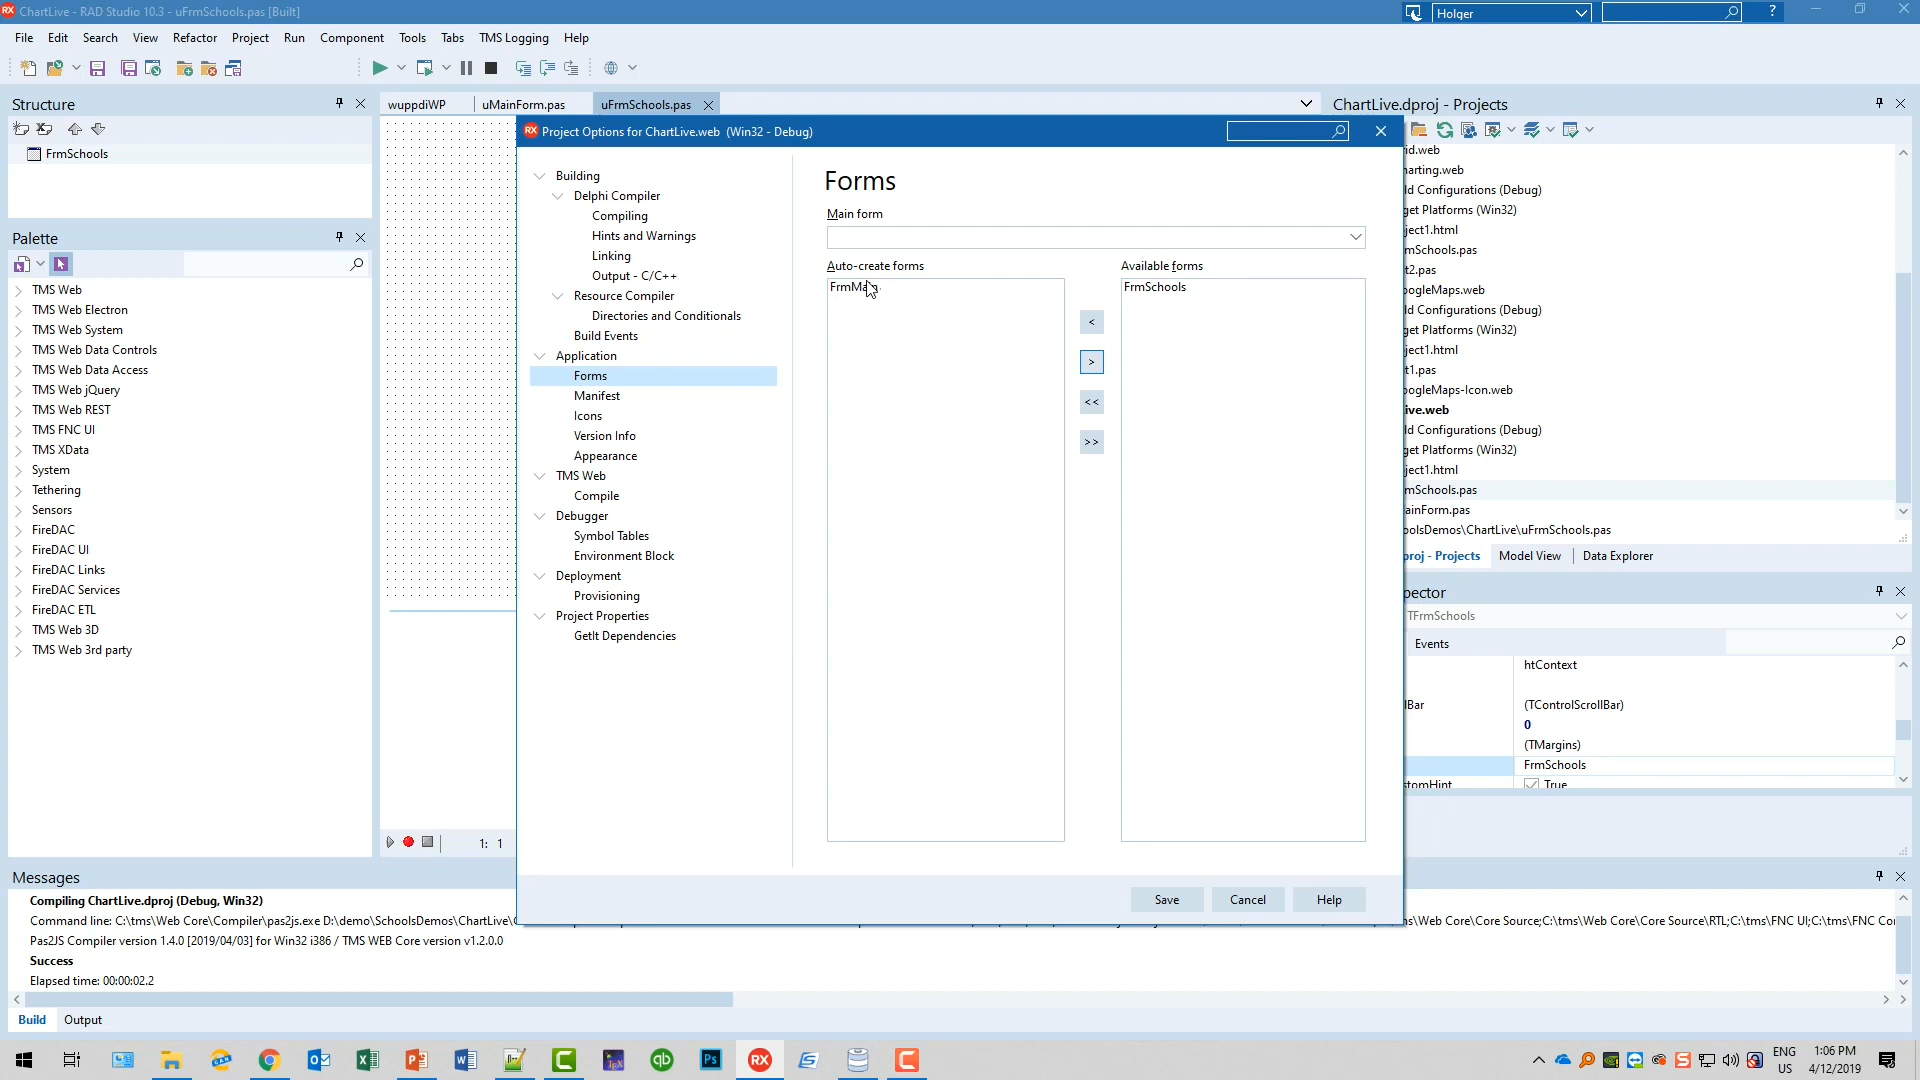 ChartLive - RAD Studio 10.3 - uFrmSchools.pas [Built]
Holger
?
File Edit Search View Refactor Project Run Component Tools Tabs TMS Logging Help
Structure
FrmSchools
Palette
TMS Web
TMS Web Electron
TMS Web System
TMS Web Data Controls
TMS Web Data Access
TMS Web jQuery
TMS Web REST
TMS FNC UI
TMS XData
System
Tethering
Sensors
FireDAC
FireDAC UI
FireDAC Links
FireDAC Services
FireDAC ETL
TMS Web 3D
TMS Web 3rd party
wuppdiWP uMainForm.pas uFrmSchools.pas
1: 1
Project Options for ChartLive.web (Win32 - Debug)
Building
Delphi Compiler
Compiling
Hints and Warnings
Linking
Output - C/C++
Resource Compiler
Directories and Conditionals
Build Events
Application
Forms
Manifest
Icons
Version Info
Appearance
TMS Web
Compile
Debugger
Symbol Tables
Environment Block
Deployment
Provisioning
Project Properties
GetIt Dependencies
Forms
Main form
Auto-create forms
Available forms
FrmMain
FrmSchools
<
>
<<
>>
Save Cancel Help
ChartLive.dproj - Projects
id.web
arting.web
ld Configurations (Debug)
get Platforms (Win32)
ject1.html
mSchools.pas
t2.pas
oogleMaps.web
ld Configurations (Debug)
get Platforms (Win32)
ject1.html
t1.pas
oogleMaps-Icon.web
ive.web
ld Configurations (Debug)
get Platforms (Win32)
ject1.html
mSchools.pas
ainForm.pas
oolsDemos\ChartLive\uFrmSchools.pas
proj - Projects Model View Data Explorer
pector
TFrmSchools
Events
htContext
lBar (TControlScrollBar)
0
(TMargins)
FrmSchools
stomHint True
Messages
Compiling ChartLive.dproj (Debug, Win32)
Command line: C:\tms\Web Core\Compiler\pas2js.exe D:\demo\SchoolsDemos\ChartLive\
ns\Web Core\Core Source;C:\tms\Web Core\Core Source\RTL;C:\tms\FNC UI;C:\tms\FNC Cor
Pas2JS Compiler version 1.4.0 [2019/04/03] for Win32 i386 / TMS WEB Core version v1.2.0.0
Success
Elapsed time: 00:00:02.2
Build Output
ENG
US
1:06 PM
4/12/2019